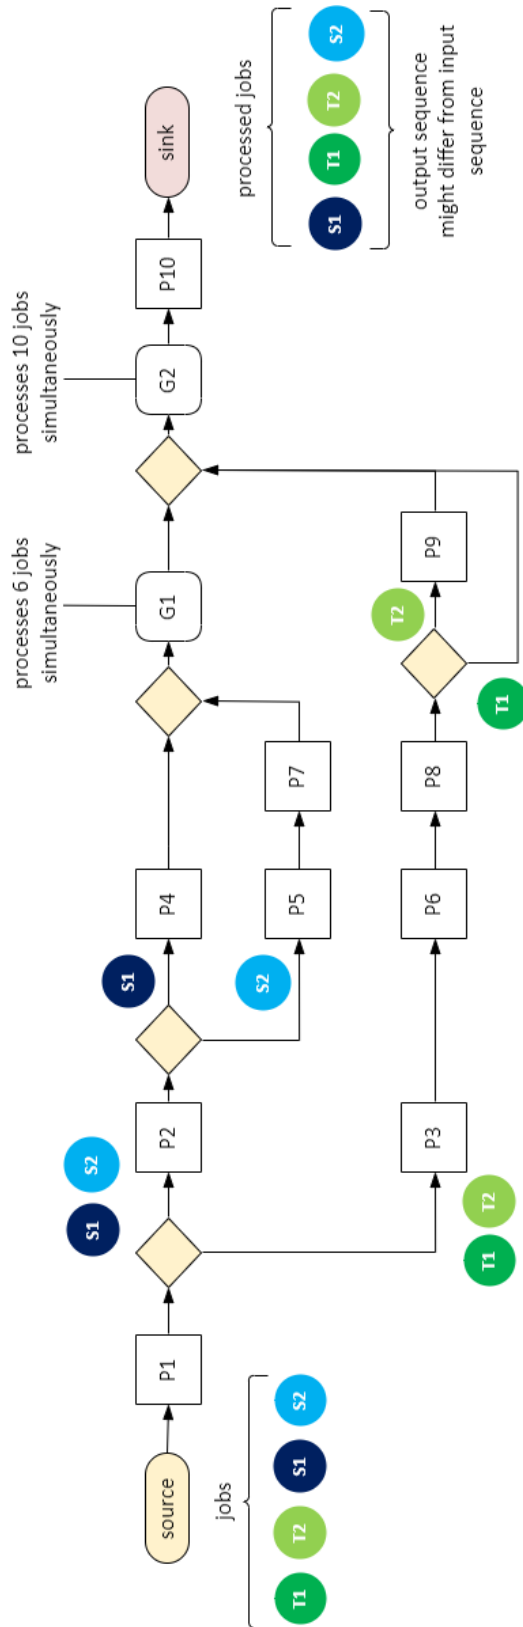 processes 6 jobs
simultaneously
processes 10 jobs
simultaneously
S1
S2
S1
source
P1
P2
P4
G1
G2
P10
sink
S2
P5
P7
T2
P3
P6
P8
P9
T1
T2
T1
jobs
T1
T2
S1
S2
processed jobs
S1
T1
T2
S2
output sequence
might differ from input
sequence